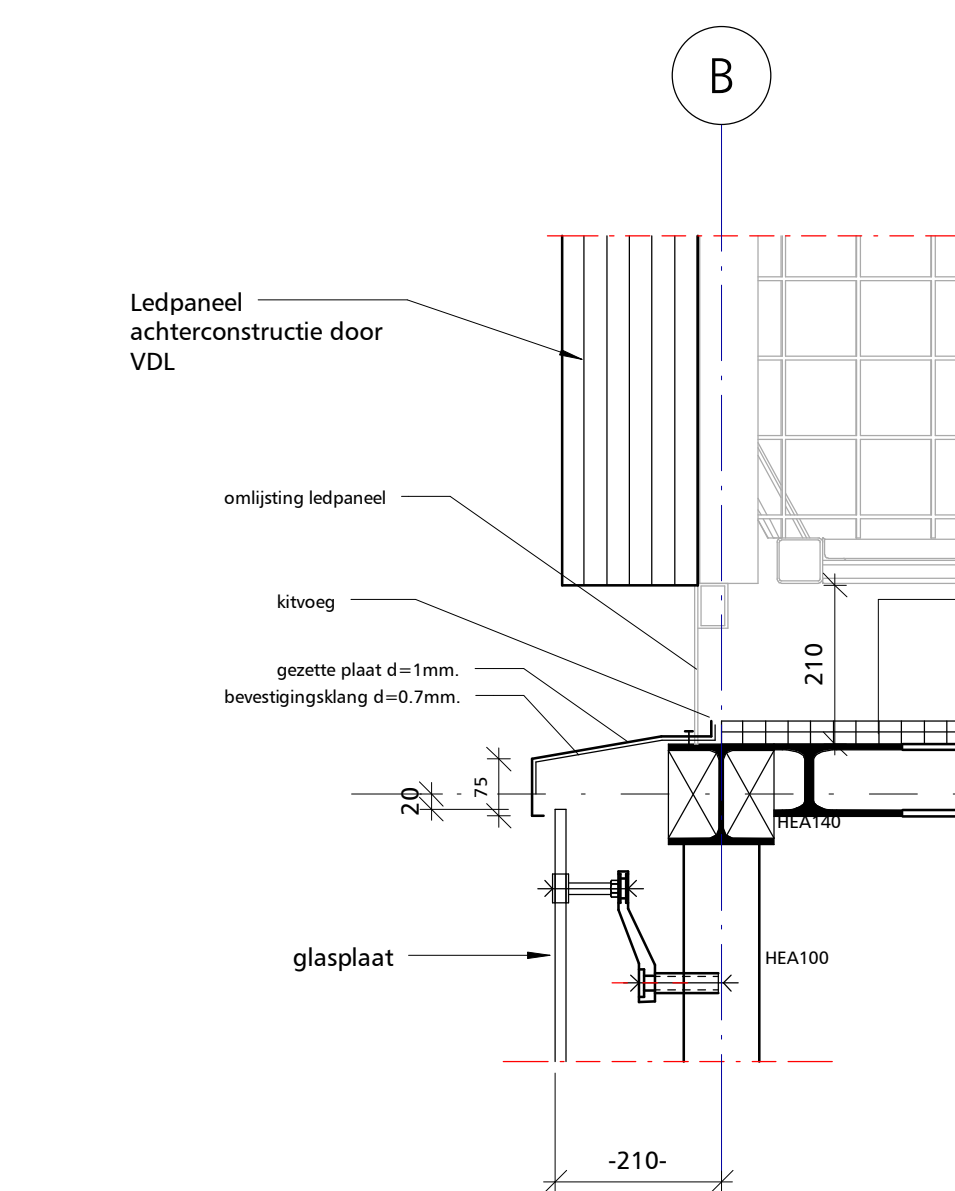 B
Ledpaneel
achterconstructie door
VDL
omlijsting ledpaneel
kitvoeg
210
gezette plaat d=1mm.
bevestigingsklang d=0.7mm.
75
20
HEA140
glasplaat
HEA100
-210-